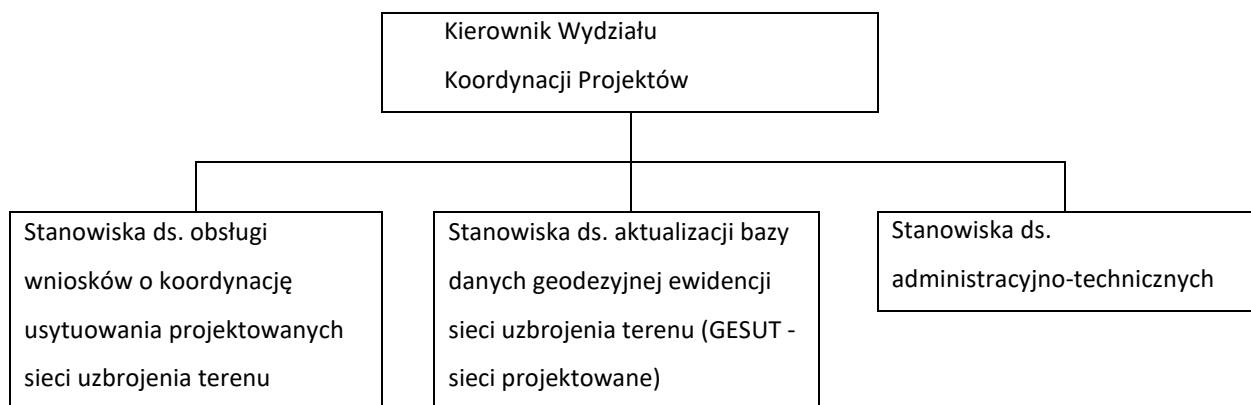 Kierownik Wydziału
Koordynacji Projektów
Stanowiska ds. obsługi
wniosków o koordynację
usytuowania projektowanych
sieci uzbrojenia terenu
Stanowiska ds. aktualizacji bazy
danych geodezyjnej ewidencji
sieci uzbrojenia terenu (GESUT -
sieci projektowane)
Stanowiska ds.
administracyjno-technicznych